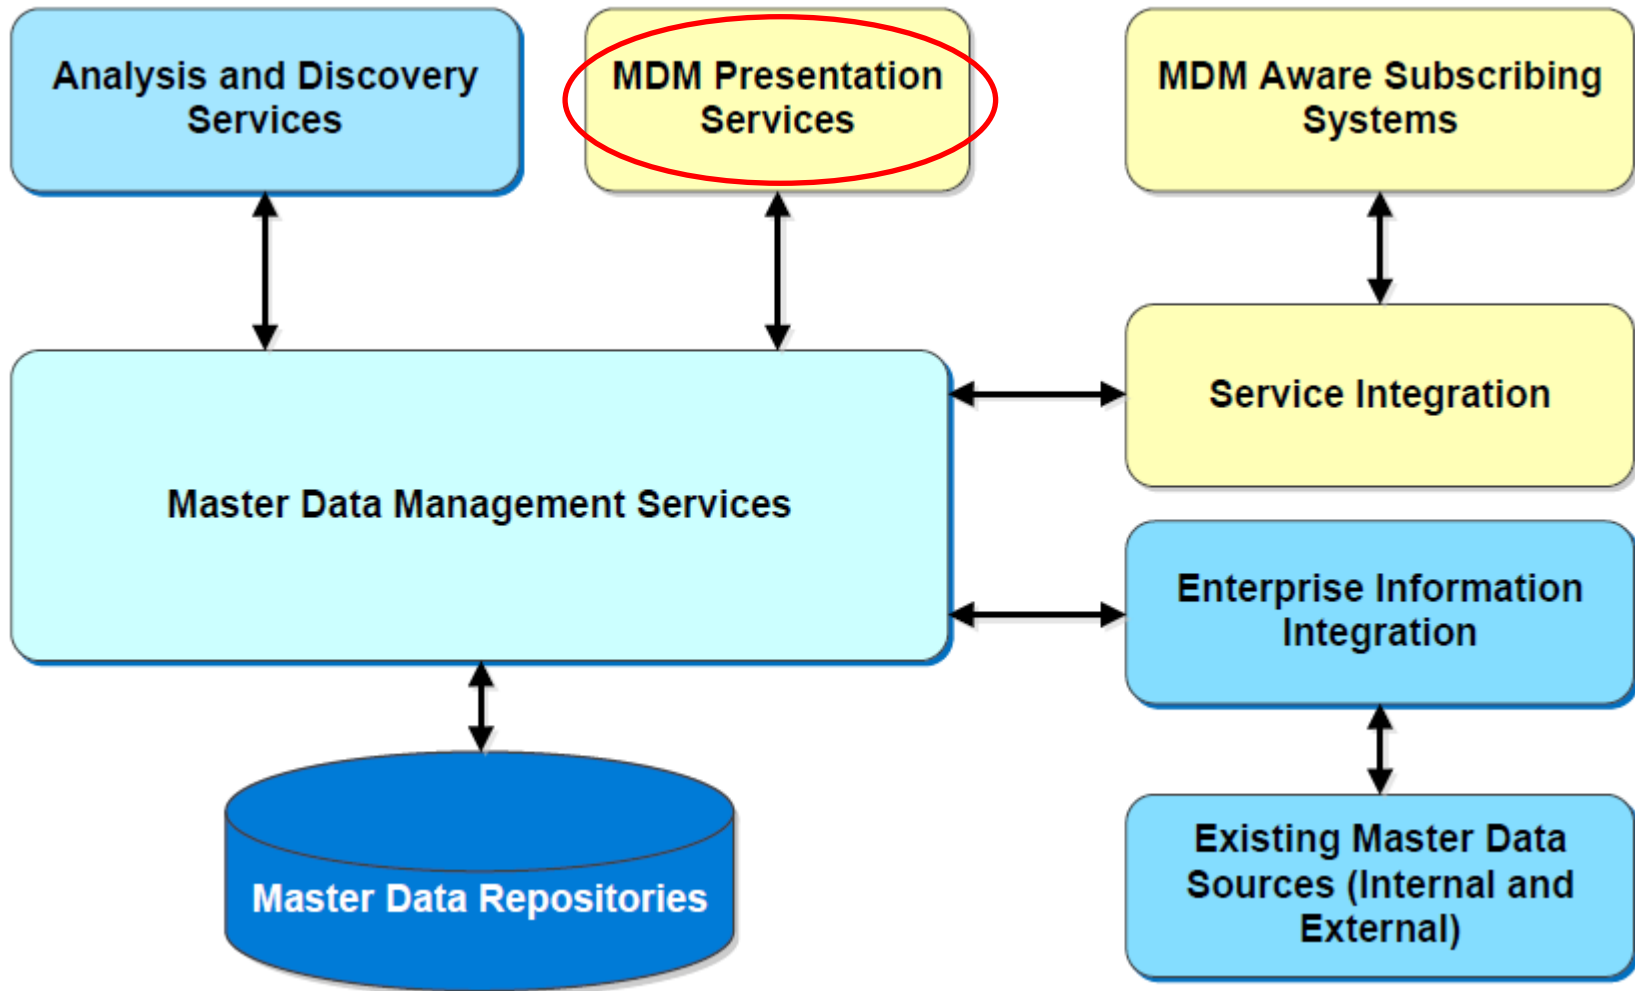 Analysis and Discovery
Services
MDM Presentation
Services
MDM Aware Subscribing
Systems
Service Integration
Master Data Management Services
Enterprise Information
Integration
Existing Master Data
Sources (Internal and
External)
Master Data Repositories